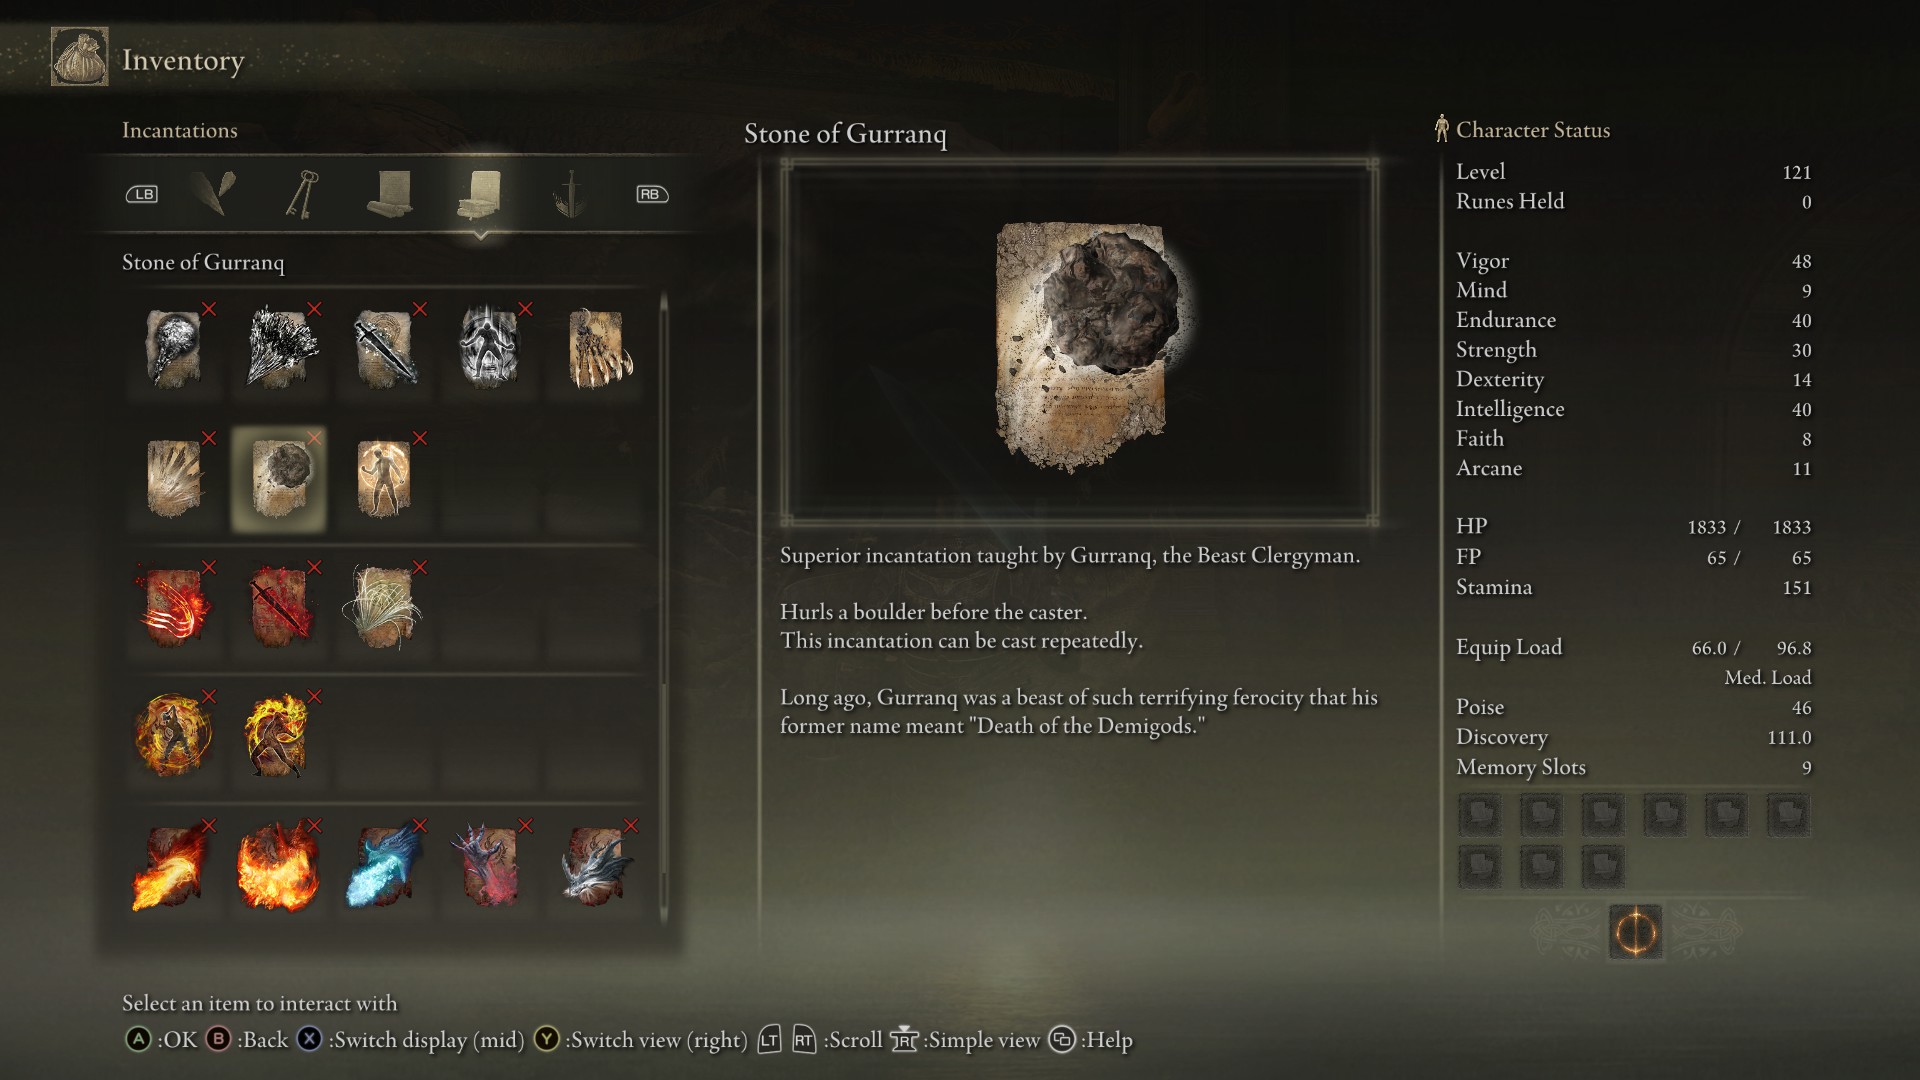 Inventory
Incantations
LB
RB
Stone of Gurranq
Stone of Gurranq
Superior incantation taught by Gurranq, the Beast Clergyman.
Hurls a boulder before the caster.
This incantation can be cast repeatedly.
Long ago, Gurranq was a beast of such terrifying ferocity that his
former name meant "Death of the Demigods."
Character Status
Level 121
Runes Held 0
Vigor 48
Mind 9
Endurance 40
Strength 30
Dexterity 14
Intelligence 40
Faith 8
Arcane 11
HP 1833 / 1833
FP 65 / 65
Stamina 151
Equip Load 66.0 / 96.8
Med. Load
Poise 46
Discovery 111.0
Memory Slots 9
Select an item to interact with
A :OK B :Back X :Switch display (mid) Y :Switch view (right) LT RT :Scroll R :Simple view :Help